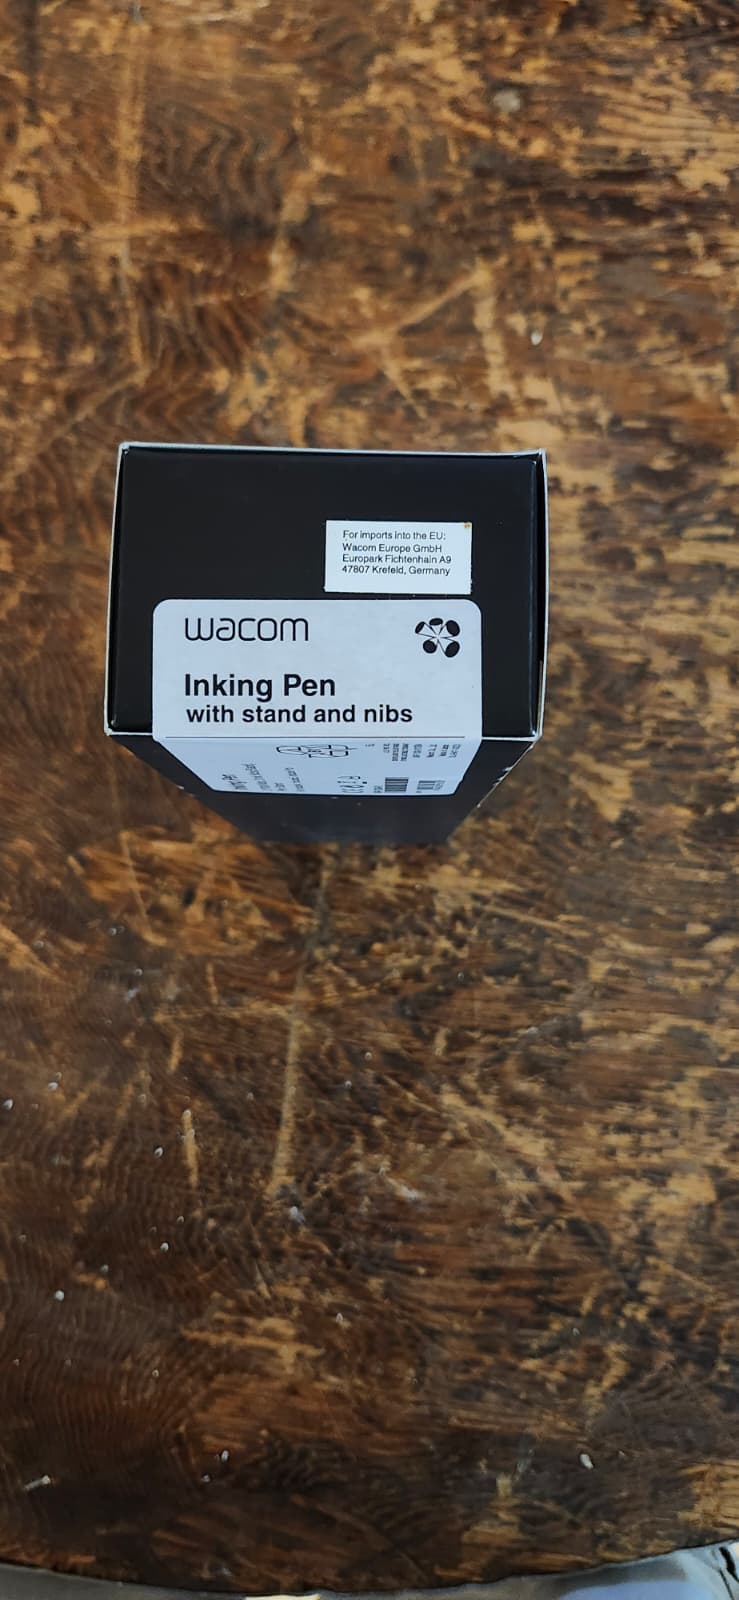 For imports into the EU:
Wacom Europe GmbH
Europark Fichtenhain A9
47807 Krefeld, Germany
wacom
Inking Pen
with stand and nibs